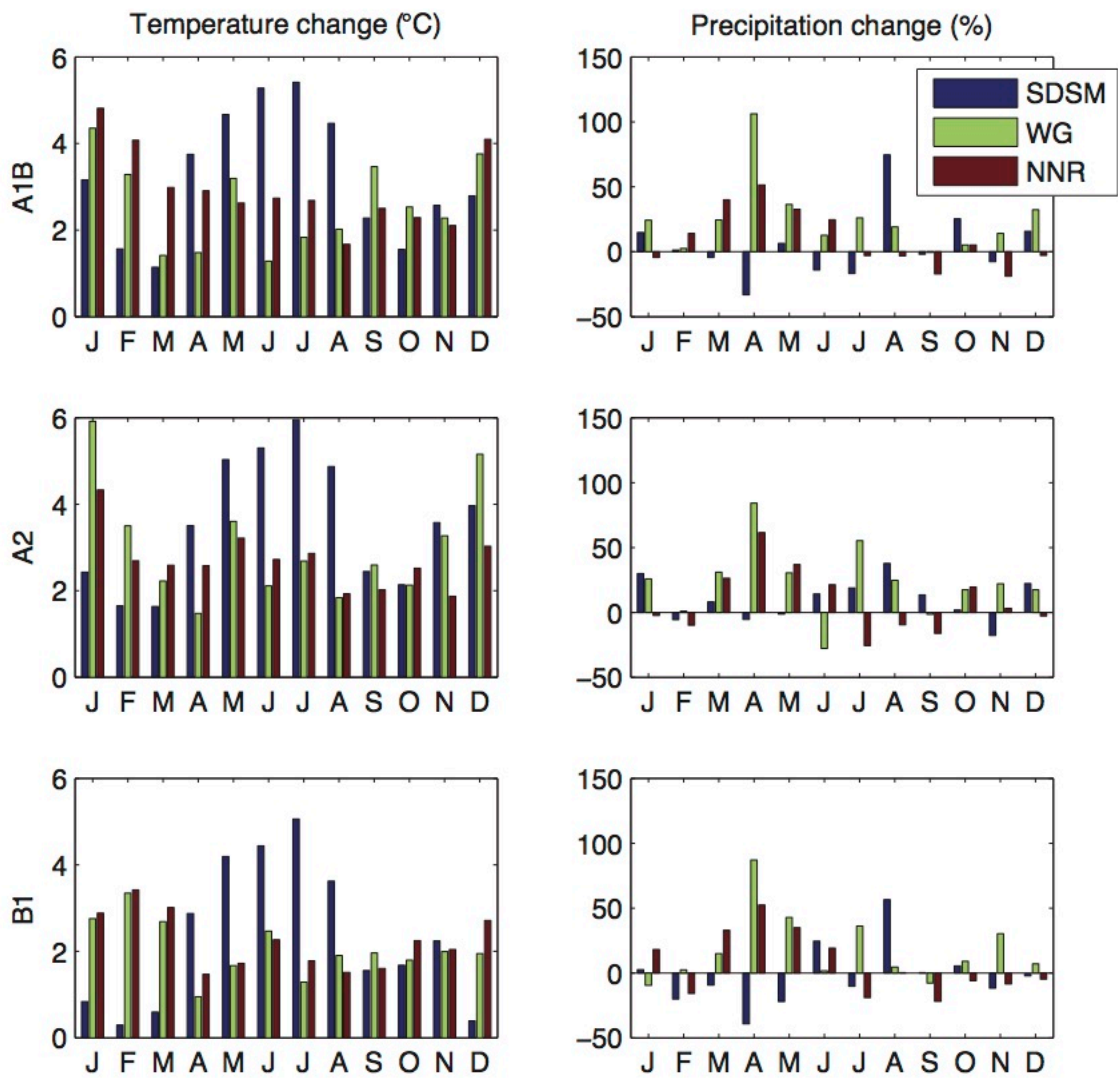 Temperature change (°C)
Precipitation change (%)
6
4
2
0
A1B
J F M A M J J A S O N D
150
100
50
0
−50
J F M A M J J A S O N D
SDSM
WG
NNR
6
4
2
0
A2
J F M A M J J A S O N D
150
100
50
0
−50
J F M A M J J A S O N D
6
4
2
0
B1
J F M A M J J A S O N D
150
100
50
0
−50
J F M A M J J A S O N D